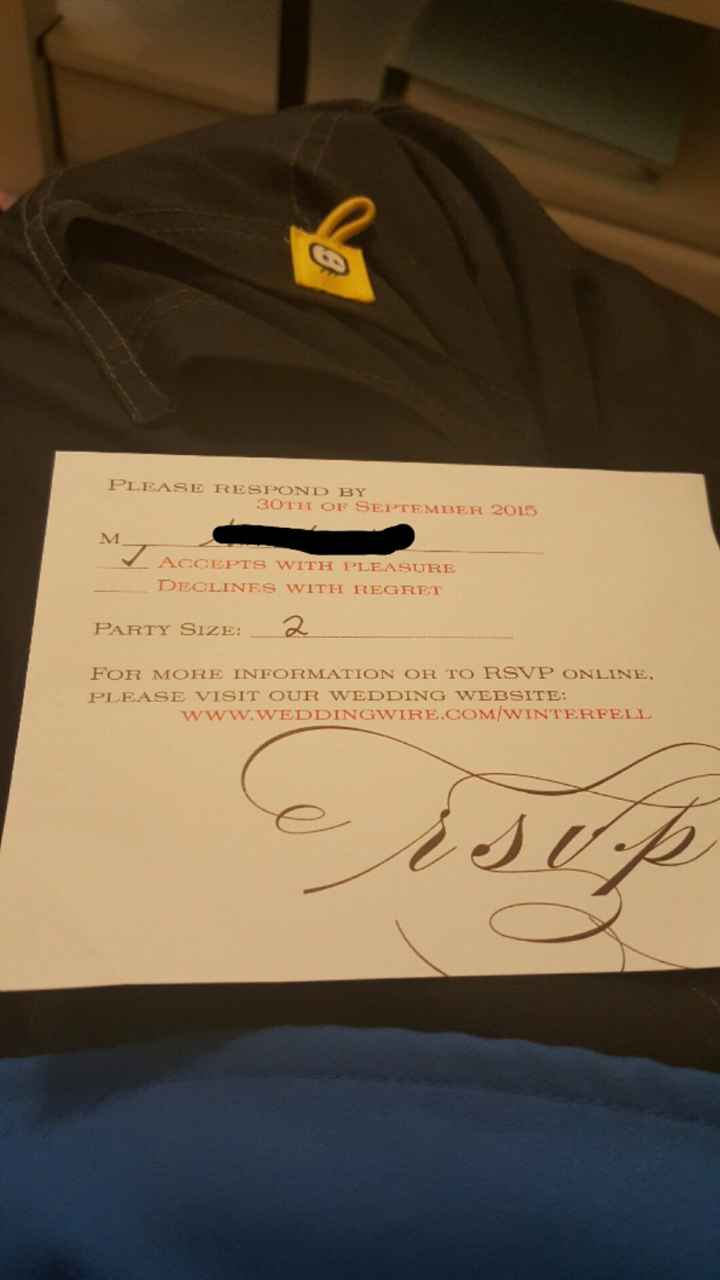 PLEASE RESPOND BY
30TH OF SEPTEMBER 2015
M
ACCEPTS WITH PLEASURE
DECLINES WITH REGRET
PARTY SIZE: 2
FOR MORE INFORMATION OR TO RSVP ONLINE,
PLEASE VISIT OUR WEDDING WEBSITE:
WWW.WEDDINGWIRE.COM/WINTERFELL
rsvp